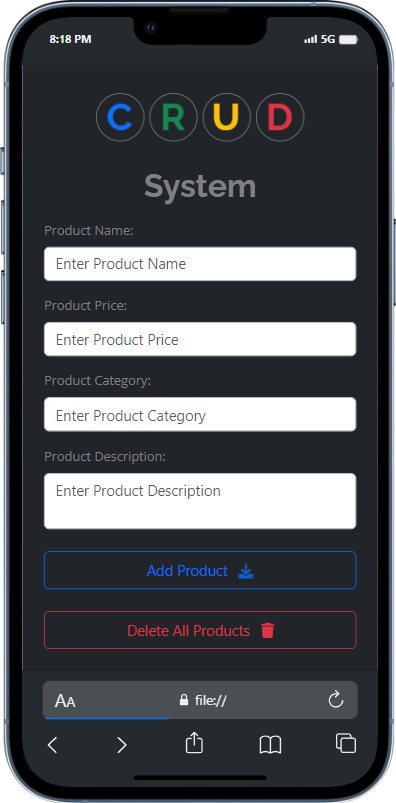 8:18 PM 5G
C R U D
System
Product Name:
Enter Product Name
Product Price:
Enter Product Price
Product Category:
Enter Product Category
Product Description:
Enter Product Description
Add Product
Delete All Products
AA file://